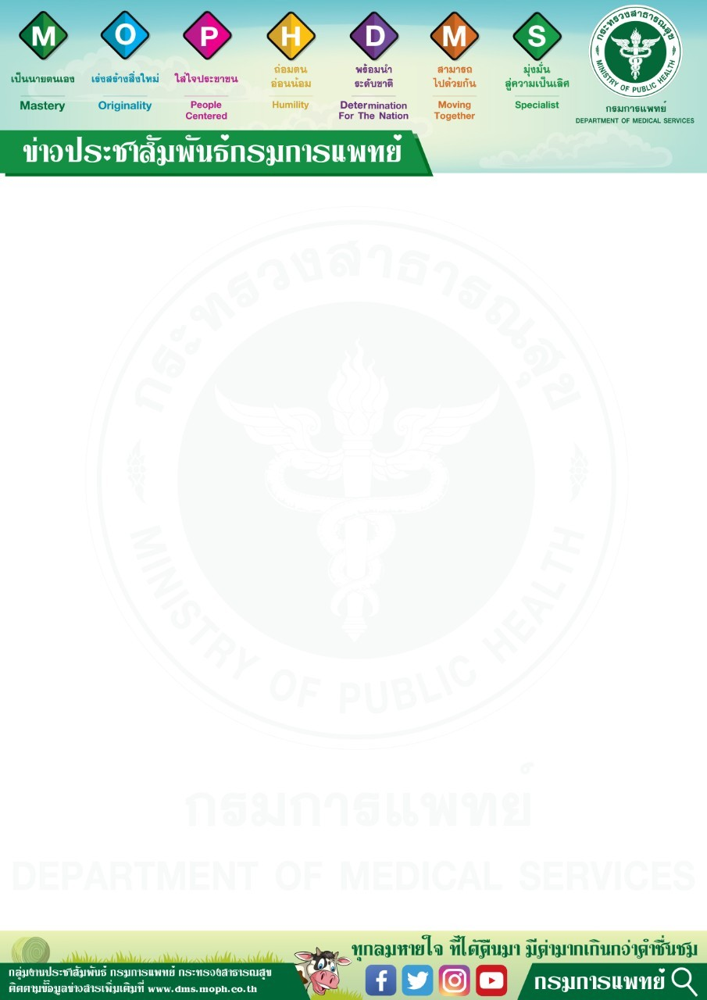 M O P H D M S
เป็นนายตนเอง
Mastery
เร่งสร้างสิ่งใหม่
Originality
ใส่ใจประชาชน
People
Centered
ถ่อมตน
อ่อนน้อม
Humility
พร้อมนำ
ระดับชาติ
Determination
For The Nation
สามารถ
ไปด้วยกัน
Moving
Together
มุ่งมั่น
สู่ความเป็นเลิศ
Specialist
กระทรวงสาธารณสุข
MINISTRY OF PUBLIC HEALTH
กรมการแพทย์
DEPARTMENT OF MEDICAL SERVICES
ข่าวประชาสัมพันธ์กรมการแพทย์
กระทรวงสาธารณสุข
MINISTRY OF PUBLIC HEALTH
กรมการแพทย์
DEPARTMENT OF MEDICAL SERVICES
ทุกลมหายใจ ที่ได้คืนมา มีค่ามากเกินกว่าคำชื่นชม
กลุ่มงานประชาสัมพันธ์ กรมการแพทย์ กระทรวงสาธารณสุข
ติดตามข้อมูลข่าวสารเพิ่มเติมที่ www.dms.moph.co.th
กรมการแพทย์